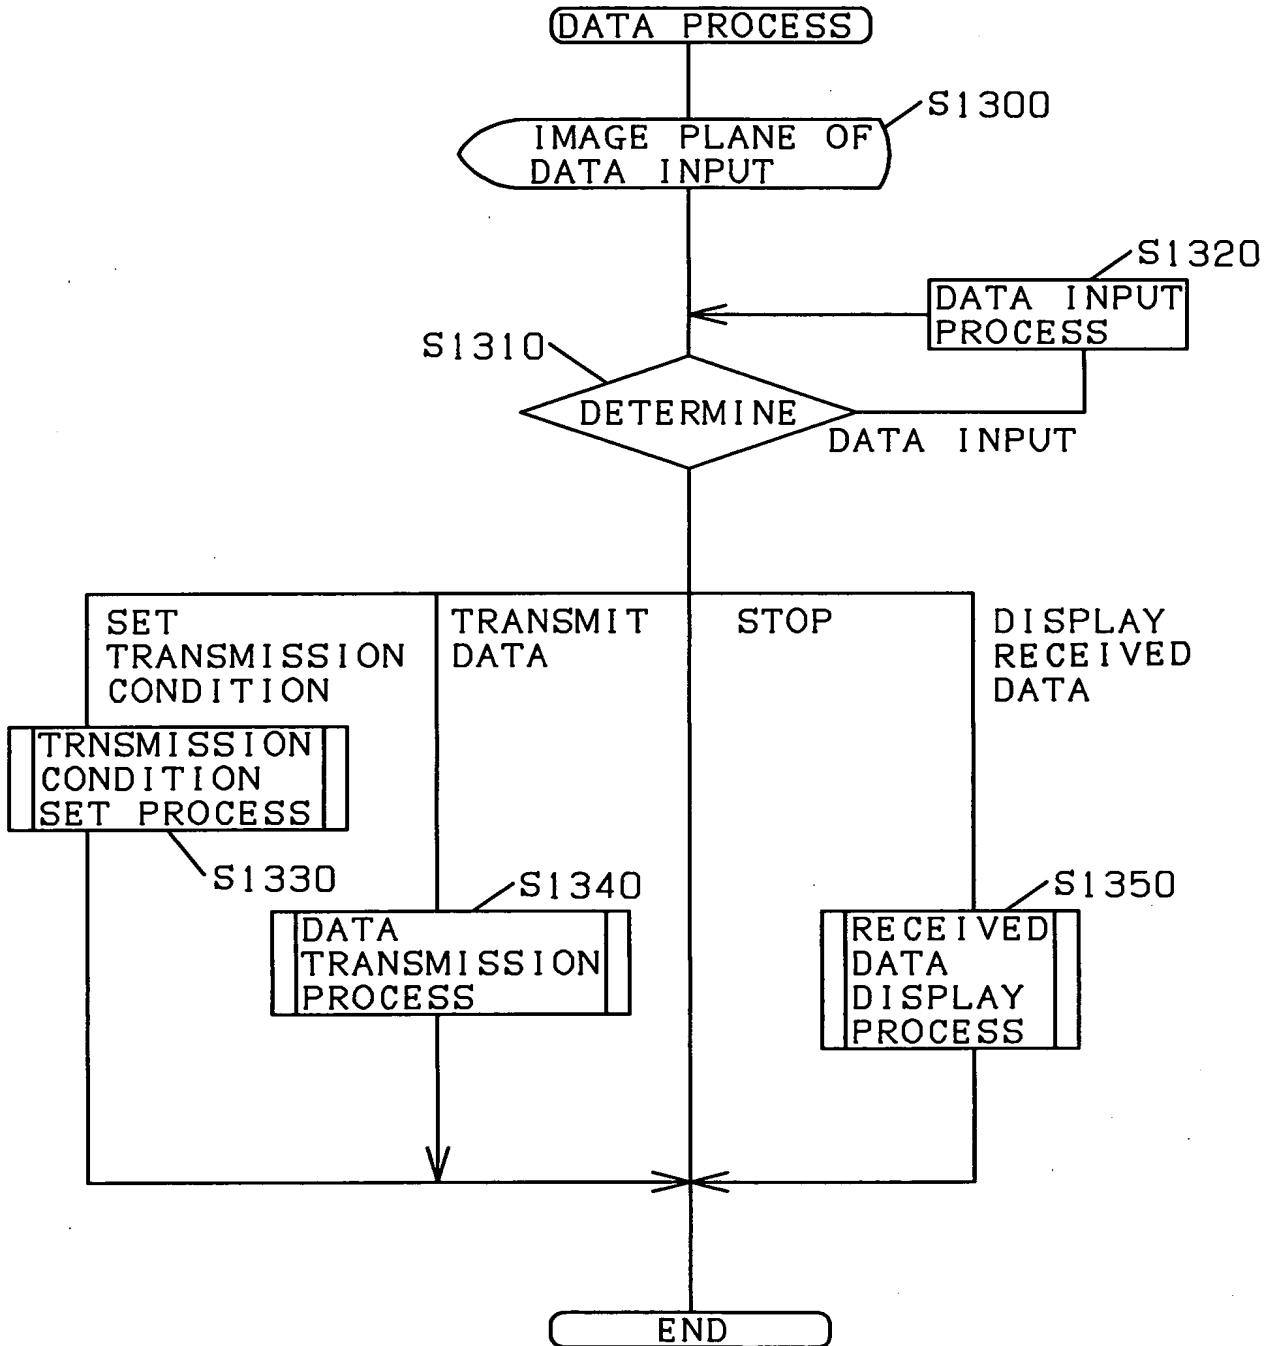 DATA PROCESS
S1300
IMAGE PLANE OF
DATA INPUT
S1320
DATA INPUT
PROCESS
S1310
DETERMINE
DATA INPUT
SET
TRANSMISSION
CONDITION
TRANSMIT
DATA
STOP
DISPLAY
RECEIVED
DATA
TRNSMISSION
CONDITION
SET PROCESS
S1330
S1340
DATA
TRANSMISSION
PROCESS
S1350
RECEIVED
DATA
DISPLAY
PROCESS
END